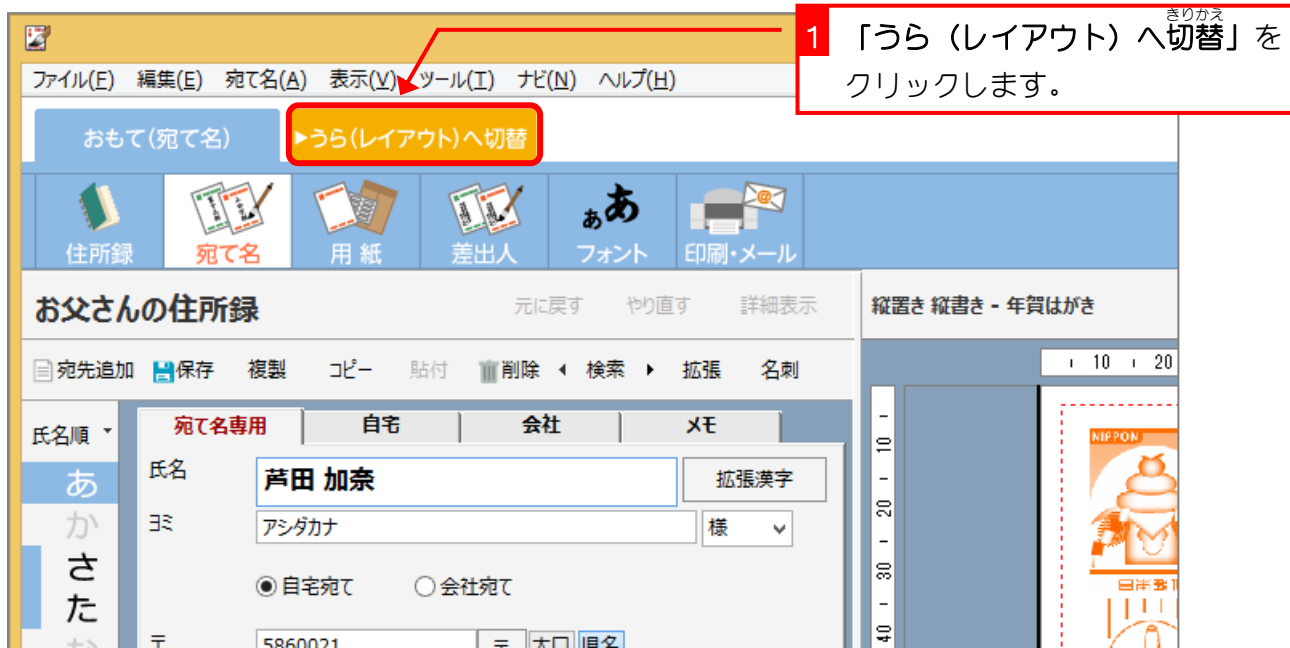 きりかえ
1 「うら（レイアウト）へ切替」を
クリックします。
ファイル(F) 編集(E) 宛て名(A) 表示(V) ツール(T) ナビ(N) ヘルプ(H)
おもて(宛て名) ▶うら(レイアウト)へ切替
住所録 宛て名 用 紙 差出人 ああ フォント 印刷・メール
お父さんの住所録 元に戻す やり直す 詳細表示 縦置き 縦書き - 年賀はがき
宛先追加 保存 複製 コピー 貼付 削除 検索 拡張 名刺
10 20
氏名順 宛て名専用 自宅 会社 メモ
あ 氏名 芦田 加奈 拡張漢字
か ヨミ アシダカナ 様
さ 自宅宛て 会社宛て
た 〒 5860021 〒 大口 県名
10
20
30
40
NIPPON